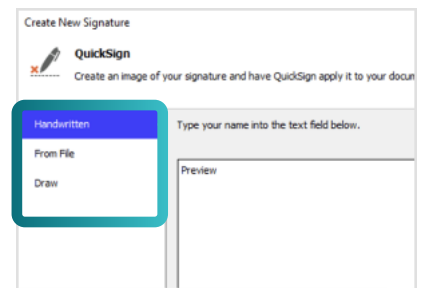 Create New Signature
QuickSign
Create an image of your signature and have QuickSign apply it to your docum
Handwritten
Type your name into the text field below.
From File
Preview
Draw